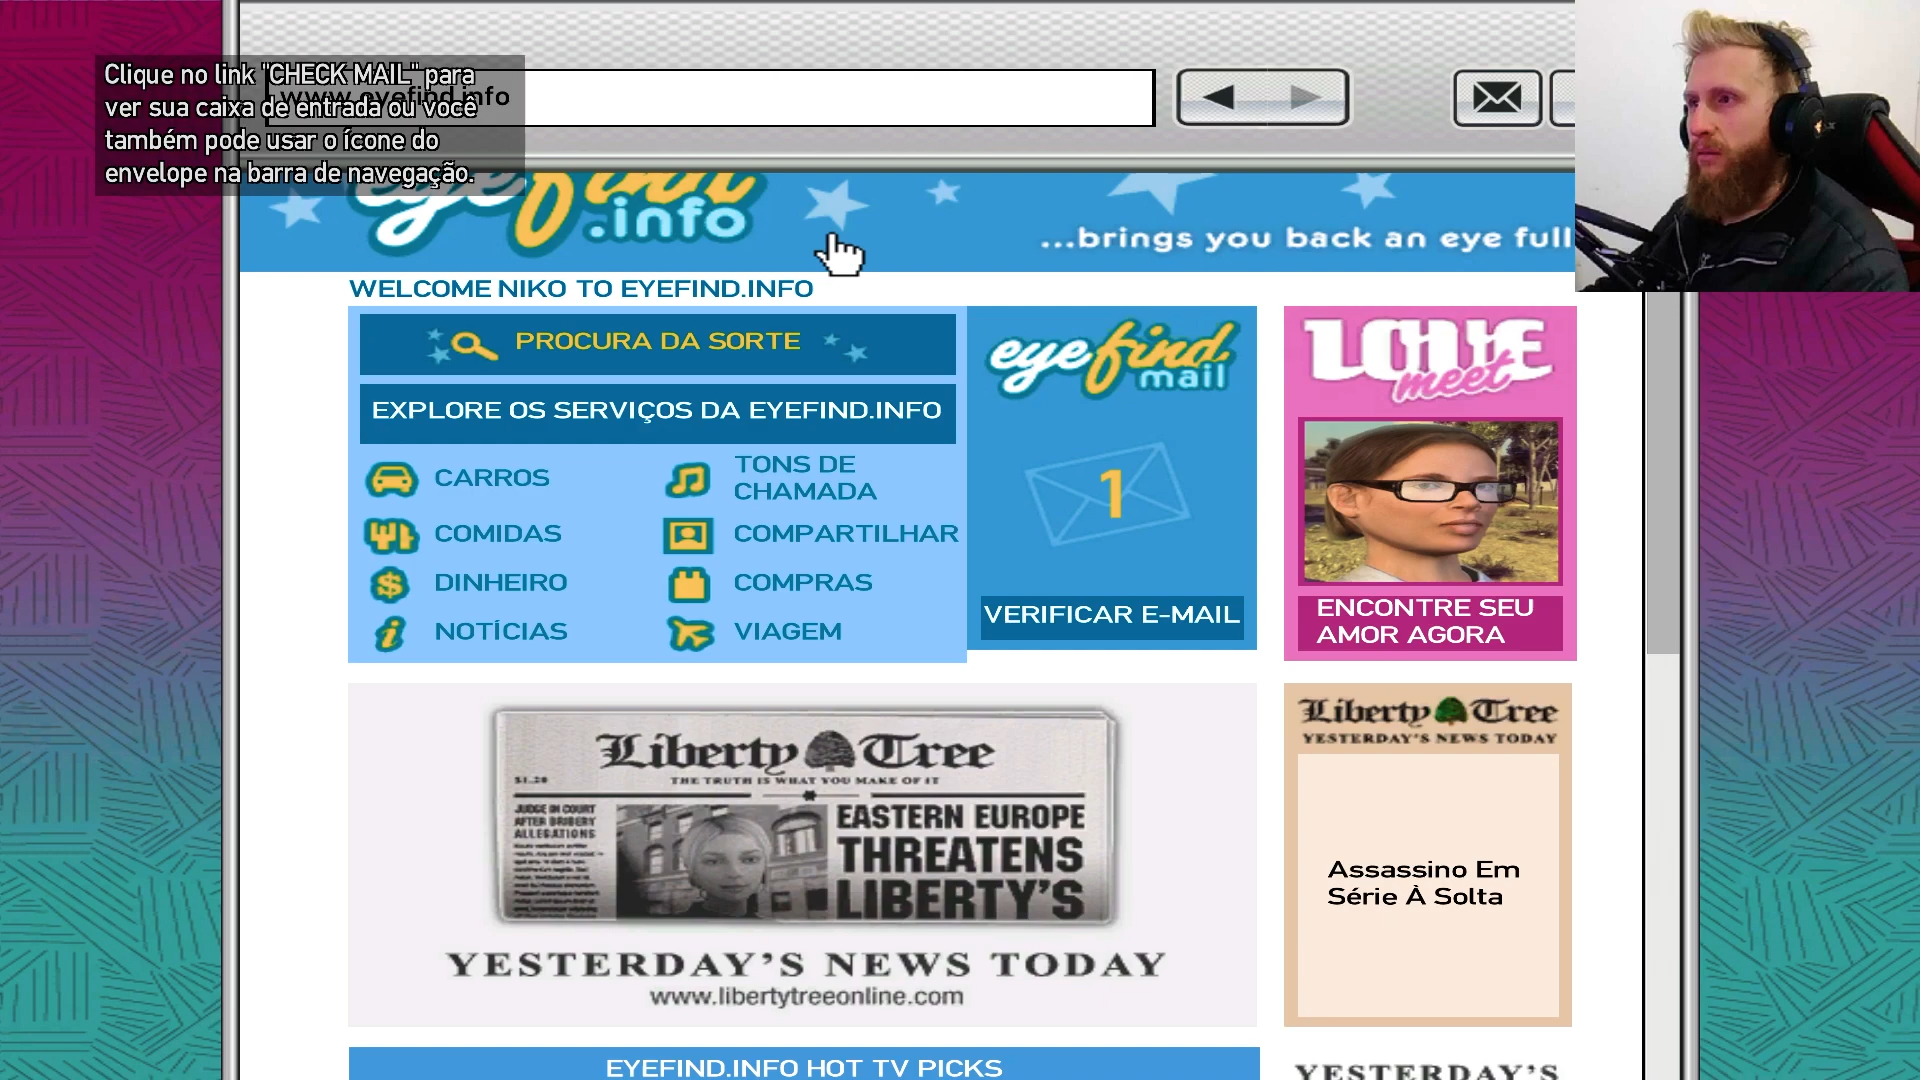 Clique no link "CHECK MAIL" para
ver sua caixa de entrada ou você
também pode usar o ícone do
envelope na barra de navegação.
www.eyefind.info
eyefind
.info
...brings you back an eye full
WELCOME NIKO TO EYEFIND.INFO
PROCURA DA SORTE
EXPLORE OS SERVIÇOS DA EYEFIND.INFO
CARROS
TONS DE
CHAMADA
COMIDAS
COMPARTILHAR
DINHEIRO
COMPRAS
NOTÍCIAS
VIAGEM
eyefind
mail
1
VERIFICAR E-MAIL
LOVE
meet
ENCONTRE SEU
AMOR AGORA
Liberty Tree
$1.20
THE TRUTH IS WHAT YOU MAKE OF IT
JUDGE IN COURT
AFTER BRIBERY
ALLEGATIONS
EASTERN EUROPE
THREATENS
LIBERTY'S
YESTERDAY'S NEWS TODAY
www.libertytreeonline.com
Liberty Tree
YESTERDAY'S NEWS TODAY
Assassino Em
Série À Solta
EYEFIND.INFO HOT TV PICKS
YESTERDAY'S